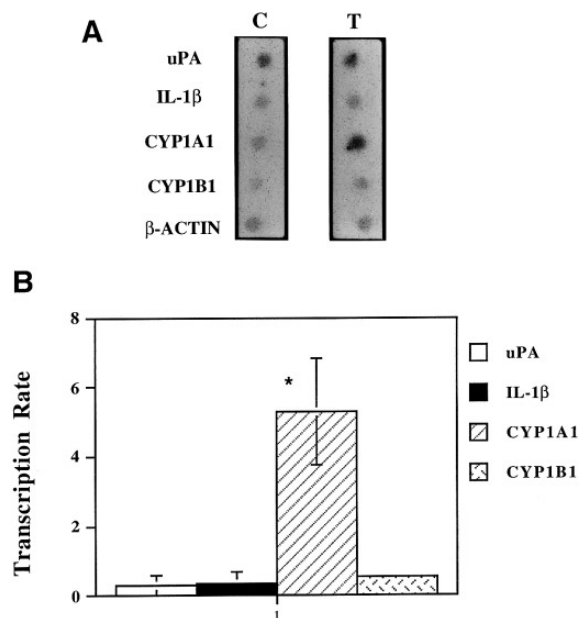 A
C T
uPA
IL-1β
CYP1A1
CYP1B1
β-ACTIN
B
8
6
4
2
0
Transcription Rate
*
1
uPA
IL-1β
CYP1A1
CYP1B1